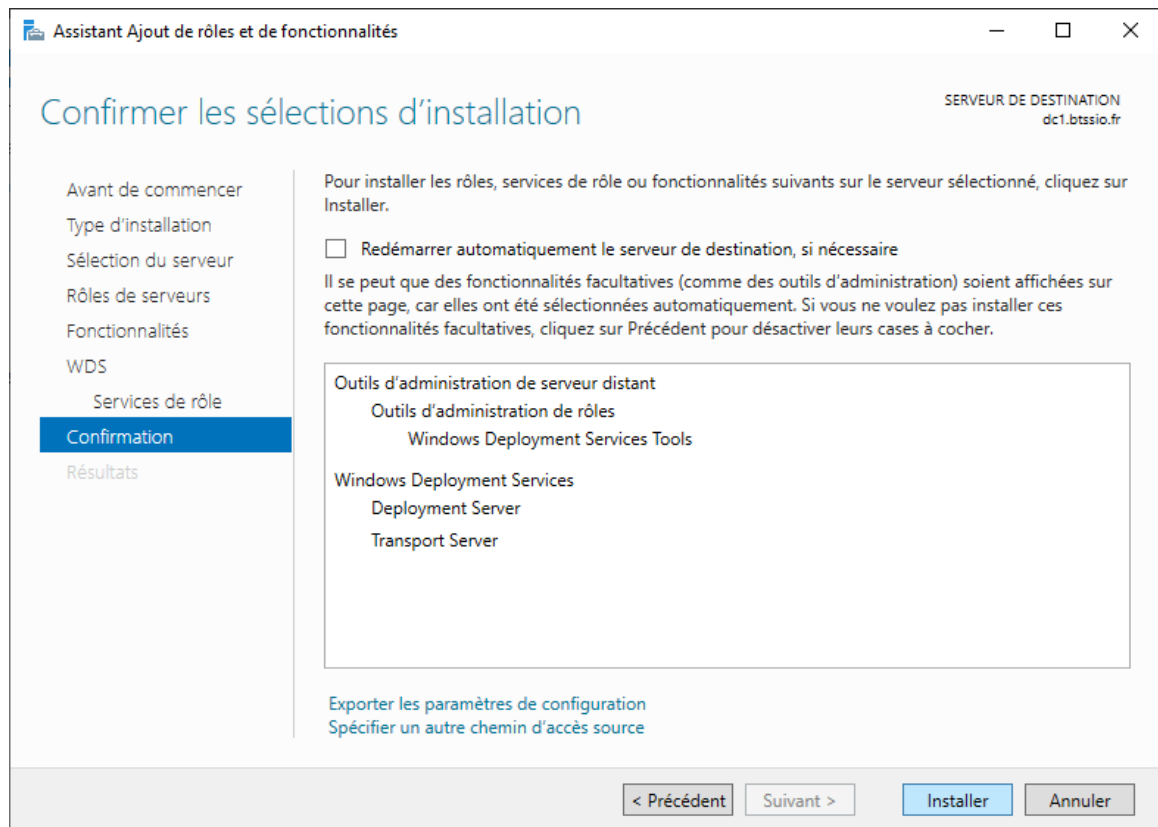 Assistant Ajout de rôles et de fonctionnalités
Confirmer les sélections d'installation
SERVEUR DE DESTINATION
dc1.btssio.fr
Avant de commencer
Type d'installation
Sélection du serveur
Rôles de serveurs
Fonctionnalités
WDS
Services de rôle
Confirmation
Résultats
Pour installer les rôles, services de rôle ou fonctionnalités suivants sur le serveur sélectionné, cliquez sur
Installer.
Redémarrer automatiquement le serveur de destination, si nécessaire
Il se peut que des fonctionnalités facultatives (comme des outils d'administration) soient affichées sur
cette page, car elles ont été sélectionnées automatiquement. Si vous ne voulez pas installer ces
fonctionnalités facultatives, cliquez sur Précédent pour désactiver leurs cases à cocher.
Outils d'administration de serveur distant
Outils d'administration de rôles
Windows Deployment Services Tools
Windows Deployment Services
Deployment Server
Transport Server
Exporter les paramètres de configuration
Spécifier un autre chemin d'accès source
< Précédent
Suivant >
Installer
Annuler